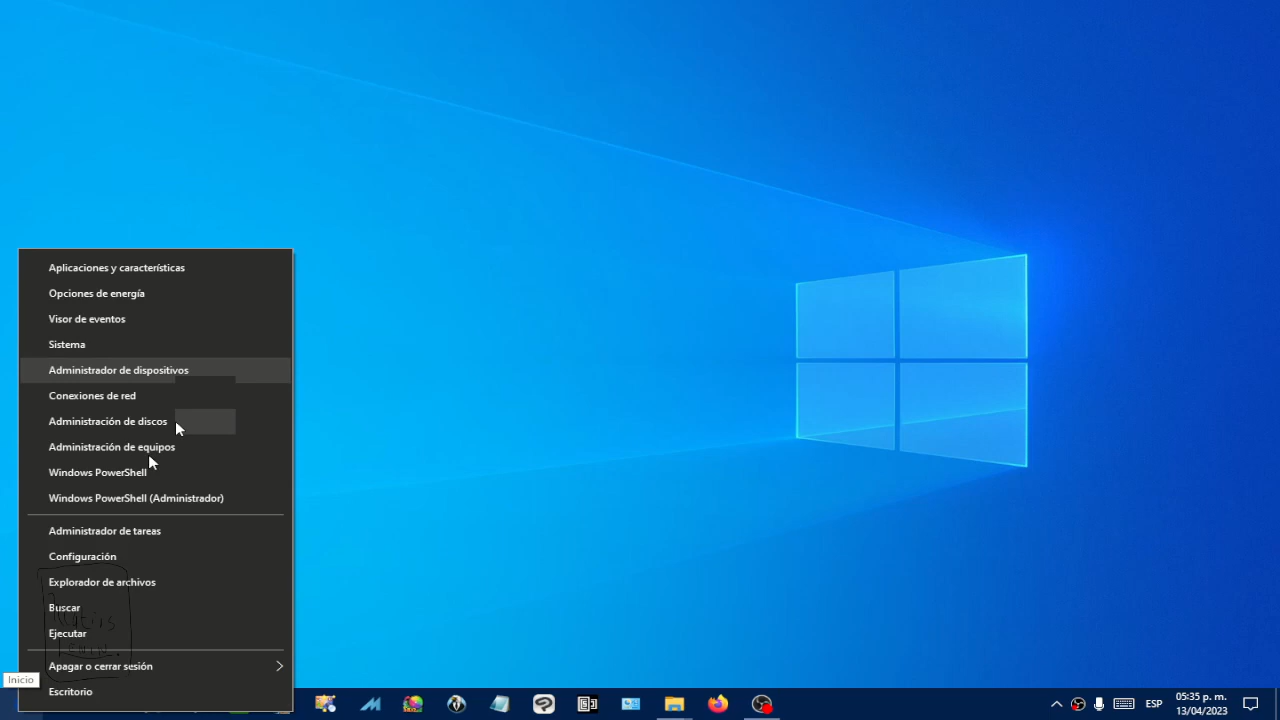 Aplicaciones y características
Opciones de energía
Visor de eventos
Sistema
Administrador de dispositivos
Conexiones de red
Administración de discos
Administración de equipos
Windows PowerShell
Windows PowerShell (Administrador)
Administrador de tareas
Configuración
Explorador de archivos
Buscar
Ejecutar
Apagar o cerrar sesión
Inicio
Escritorio
ESP
05:35 p. m.
13/04/2023